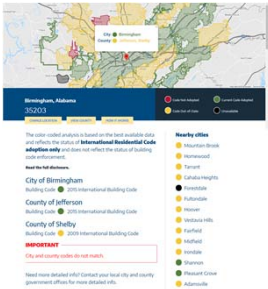 City Birmingham
County Jefferson, Shelby
Birmingham, Alabama
35203
Code Not Adopted
Current Code Adopted
Code Out of Date
Unavailable
The color-coded analysis is based on the best available data
and reflects the status of International Residential Code
adoption only and does not reflect the status of building
code enforcement.
Read the full disclosure.
City of Birmingham
Building Code 2015 International Building Code
County of Jefferson
Building Code 2015 International Building Code
County of Shelby
Building Code 2009 International Building Code
IMPORTANT
City and county codes do not match.
Need more detailed info? Contact your local city and county
government offices for more detailed info.
Nearby cities
Mountain Brook
Homewood
Tarrant
Cahaba Heights
Forestdale
Fultondale
Hoover
Vestavia Hills
Fairfield
Midfield
Irondale
Shannon
Pleasant Grove
Adamsville